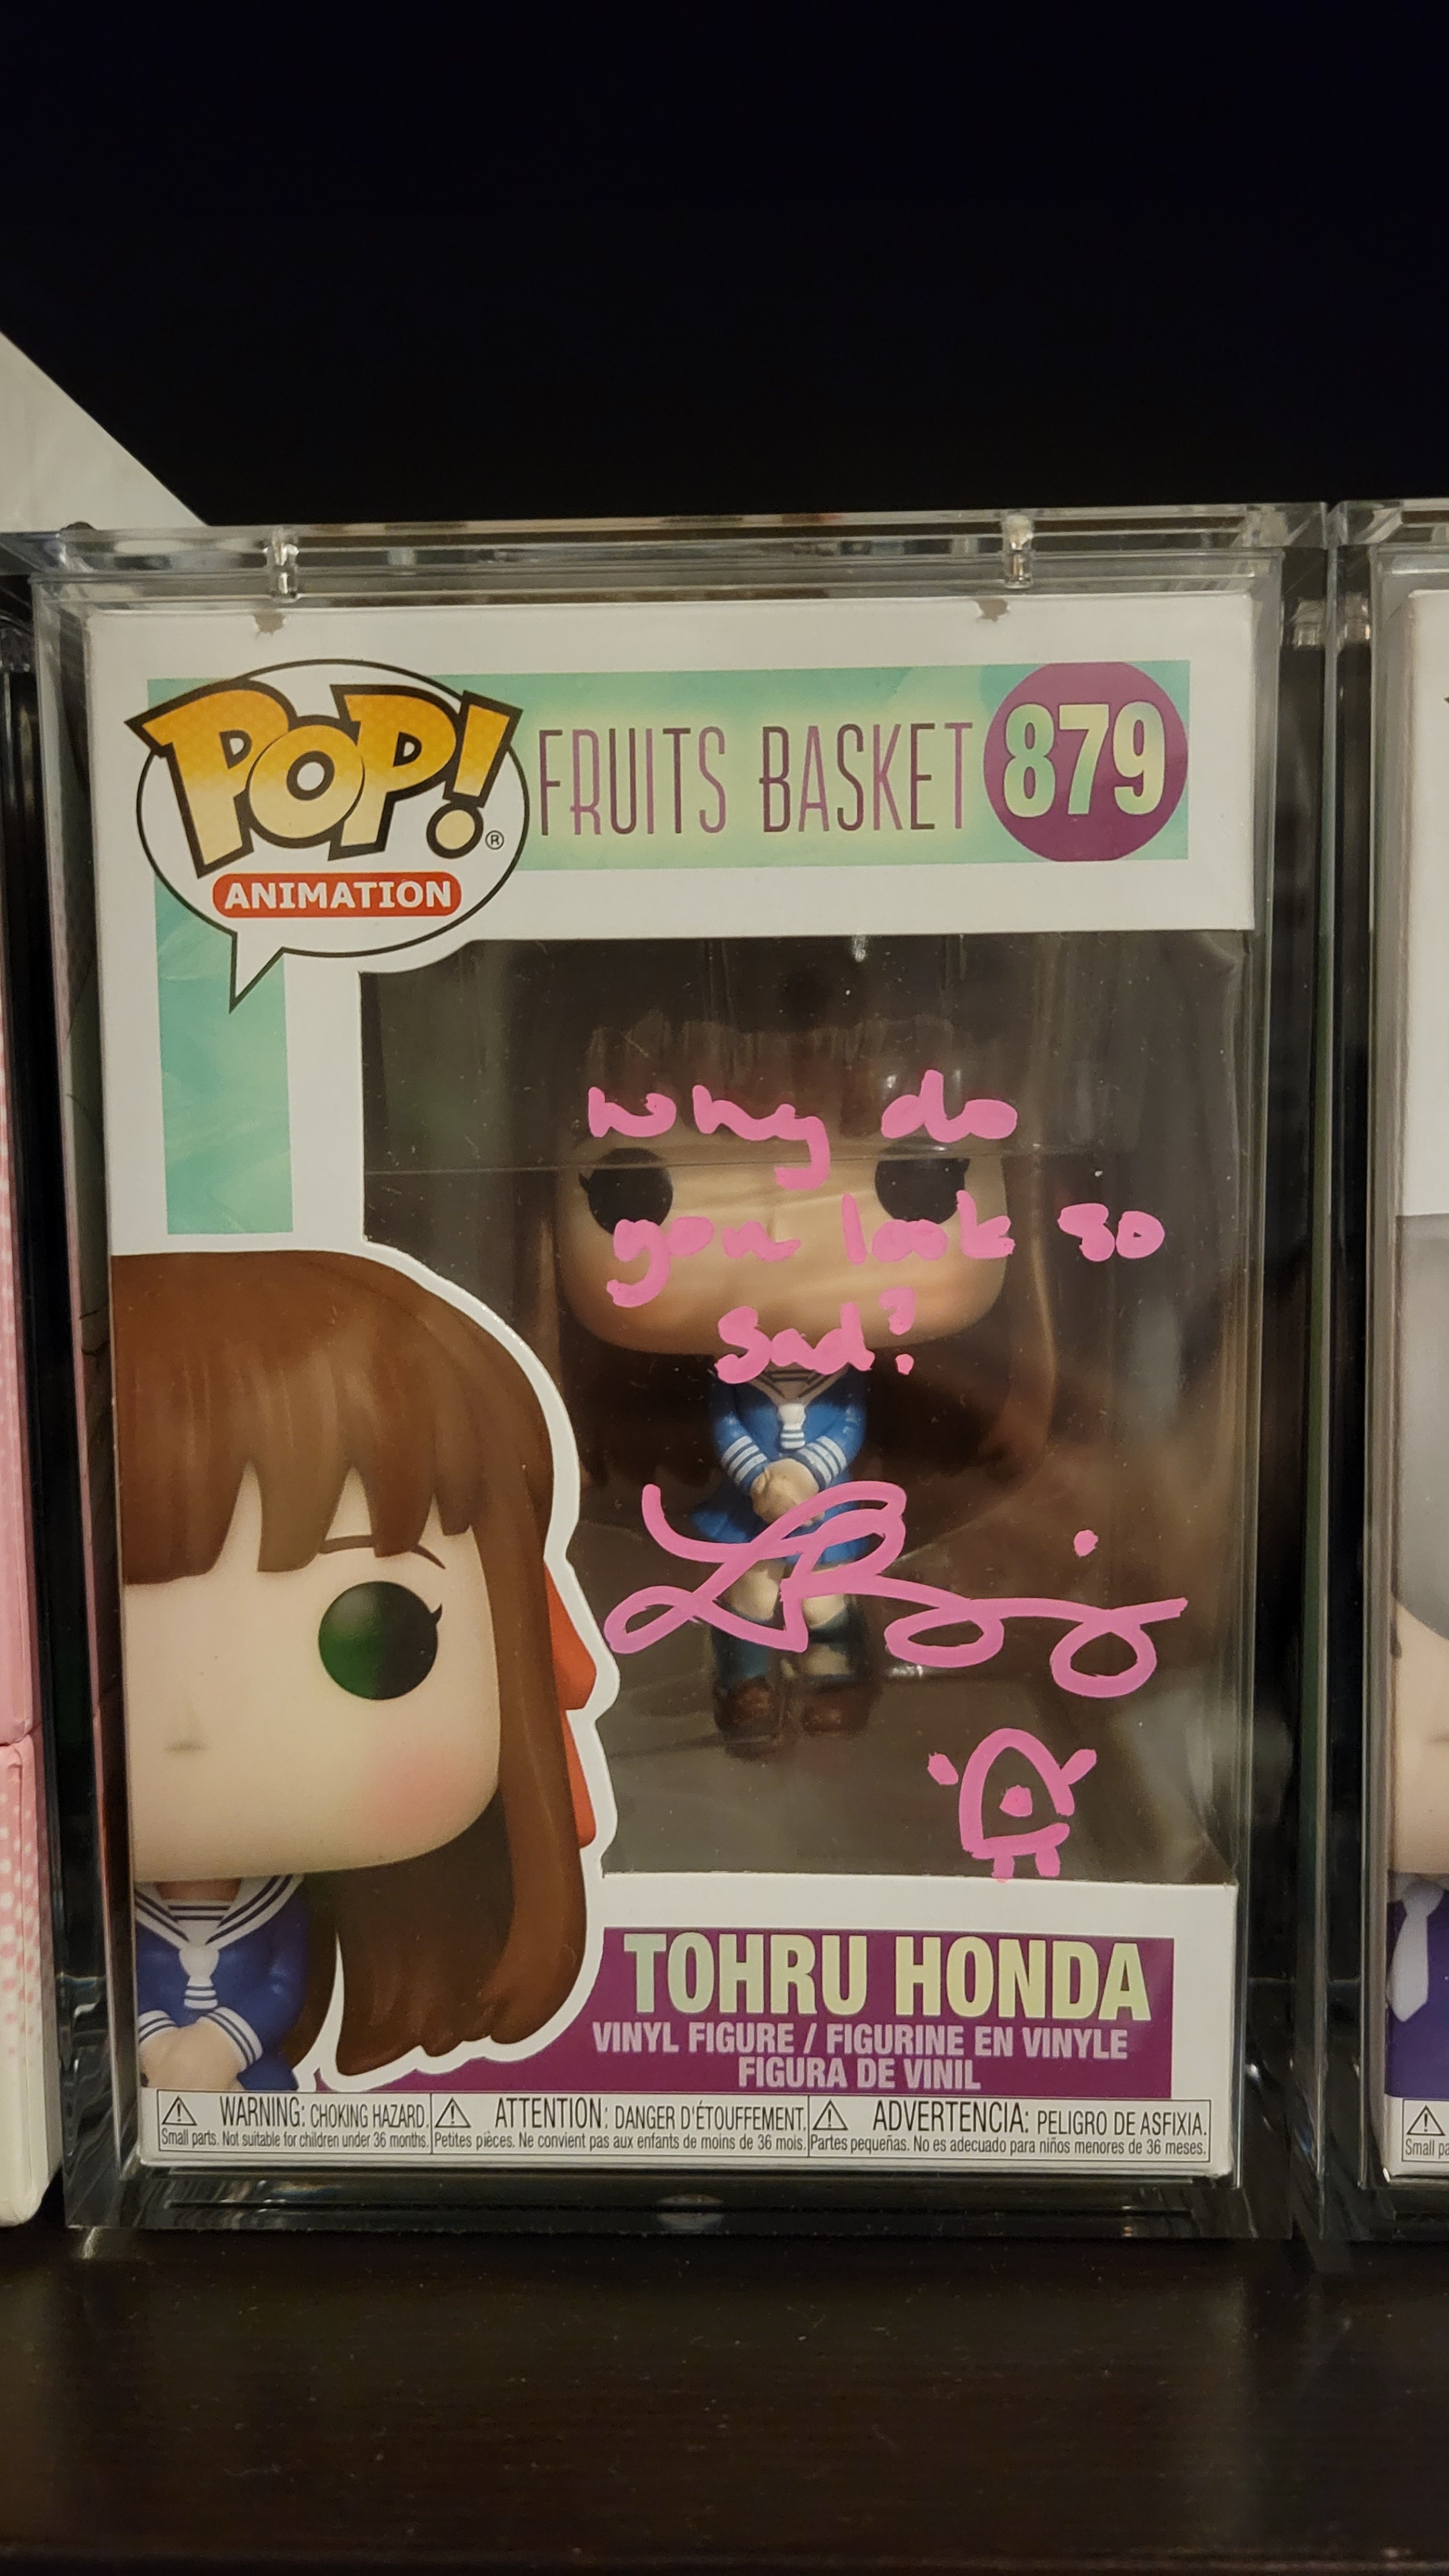 POP! ®
ANIMATION
FRUITS BASKET 879
why do
you look so
sad?
TOHRU HONDA
VINYL FIGURE / FIGURINE EN VINYLE
FIGURA DE VINIL
WARNING: CHOKING HAZARD.
Small parts. Not suitable for children under 36 months.
ATTENTION: DANGER D'ÉTOUFFEMENT.
Petites pièces. Ne convient pas aux enfants de moins de 36 mois.
ADVERTENCIA: PELIGRO DE ASFIXIA.
Partes pequeñas. No es adecuado para niños menores de 36 meses.
Small pa